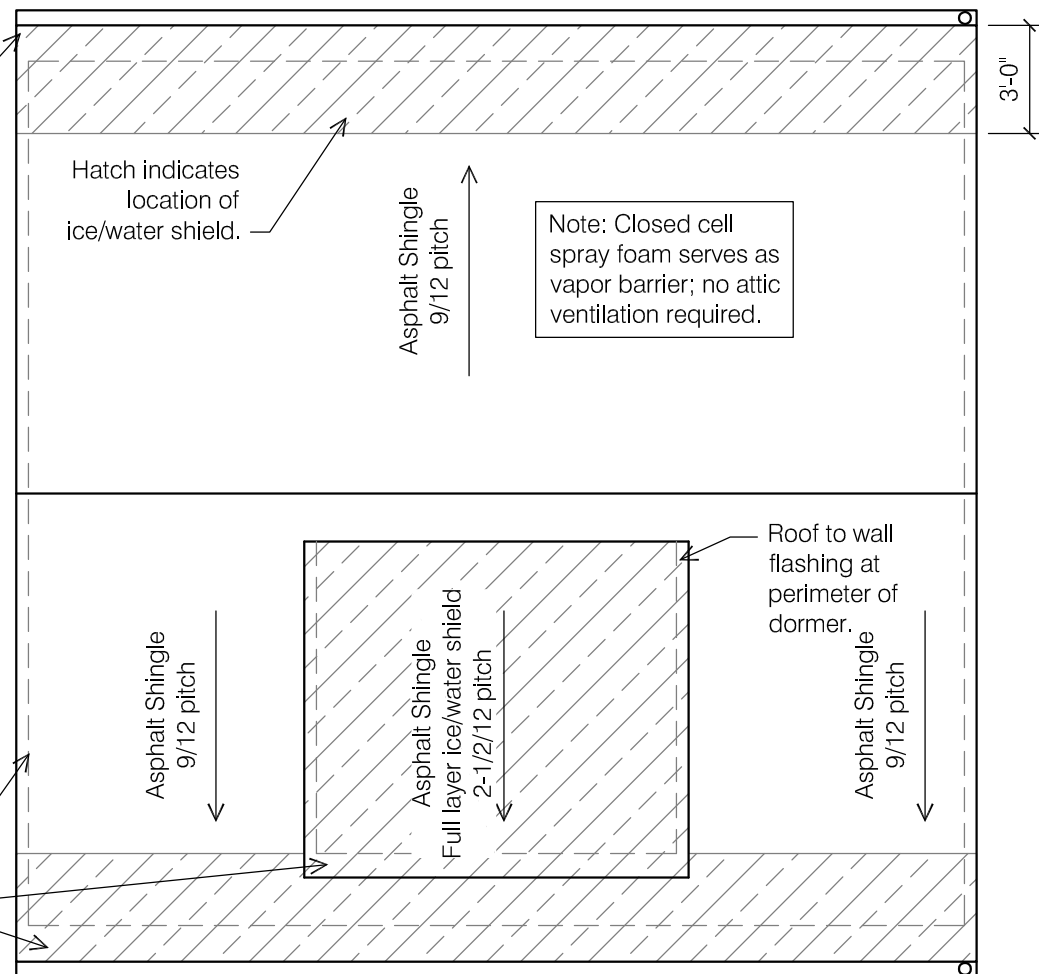 3'-0"
Hatch indicates
location of
ice/water shield.
Asphalt Shingle
9/12 pitch
Note: Closed cell
spray foam serves as
vapor barrier; no attic
ventilation required.
Roof to wall
flashing at
perimeter of
dormer.
Asphalt Shingle
9/12 pitch
Asphalt Shingle
Full layer ice/water shield
2-1/2/12 pitch
Asphalt Shingle
9/12 pitch